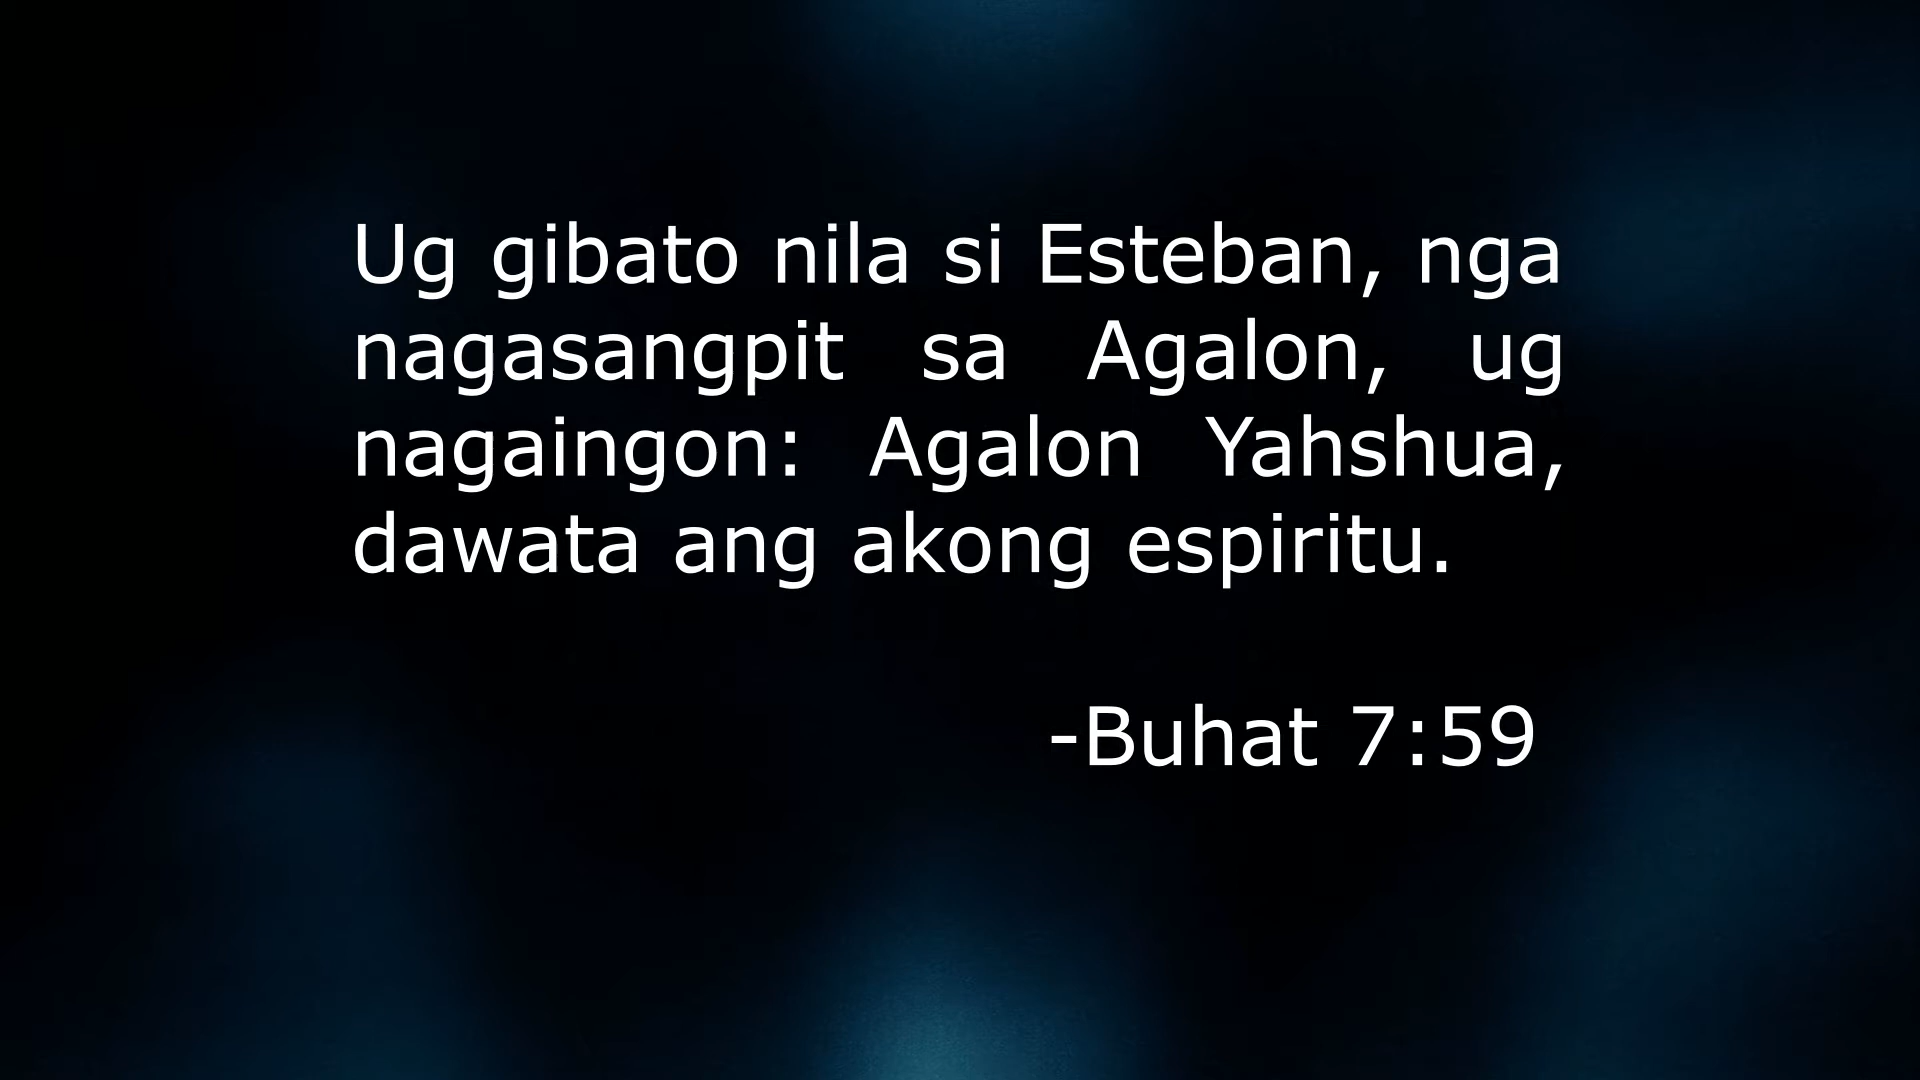 Ug gibato nila si Esteban, nga
nagasangpit sa Agalon, ug
nagaingon: Agalon Yahshua,
dawata ang akong espiritu.
-Buhat 7:59